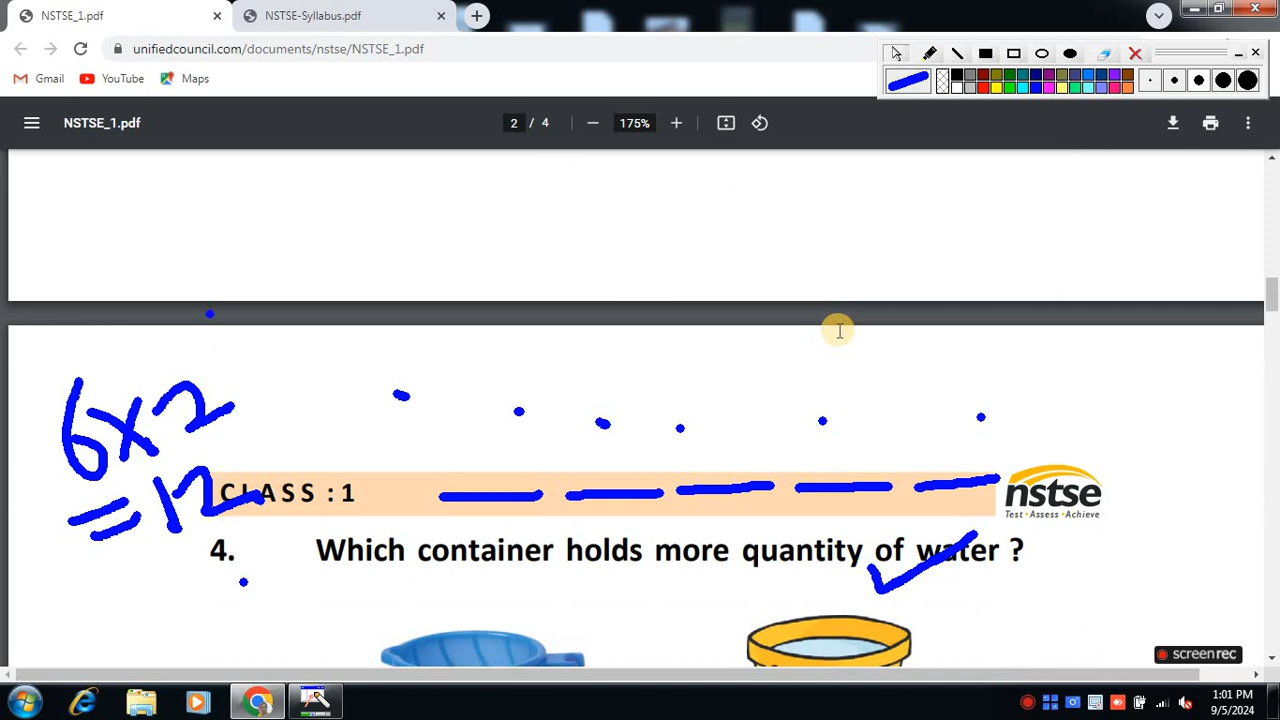 NSTSE_1.pdf
NSTSE-Syllabus.pdf
unifiedcouncil.com/documents/nstse/NSTSE_1.pdf
Gmail
YouTube
Maps
NSTSE_1.pdf
2 / 4
175%
6x2
=12
CLASS : 1
nstse
Test • Assess • Achieve
4. Which container holds more quantity of water ?
screenrec
1:01 PM
9/5/2024